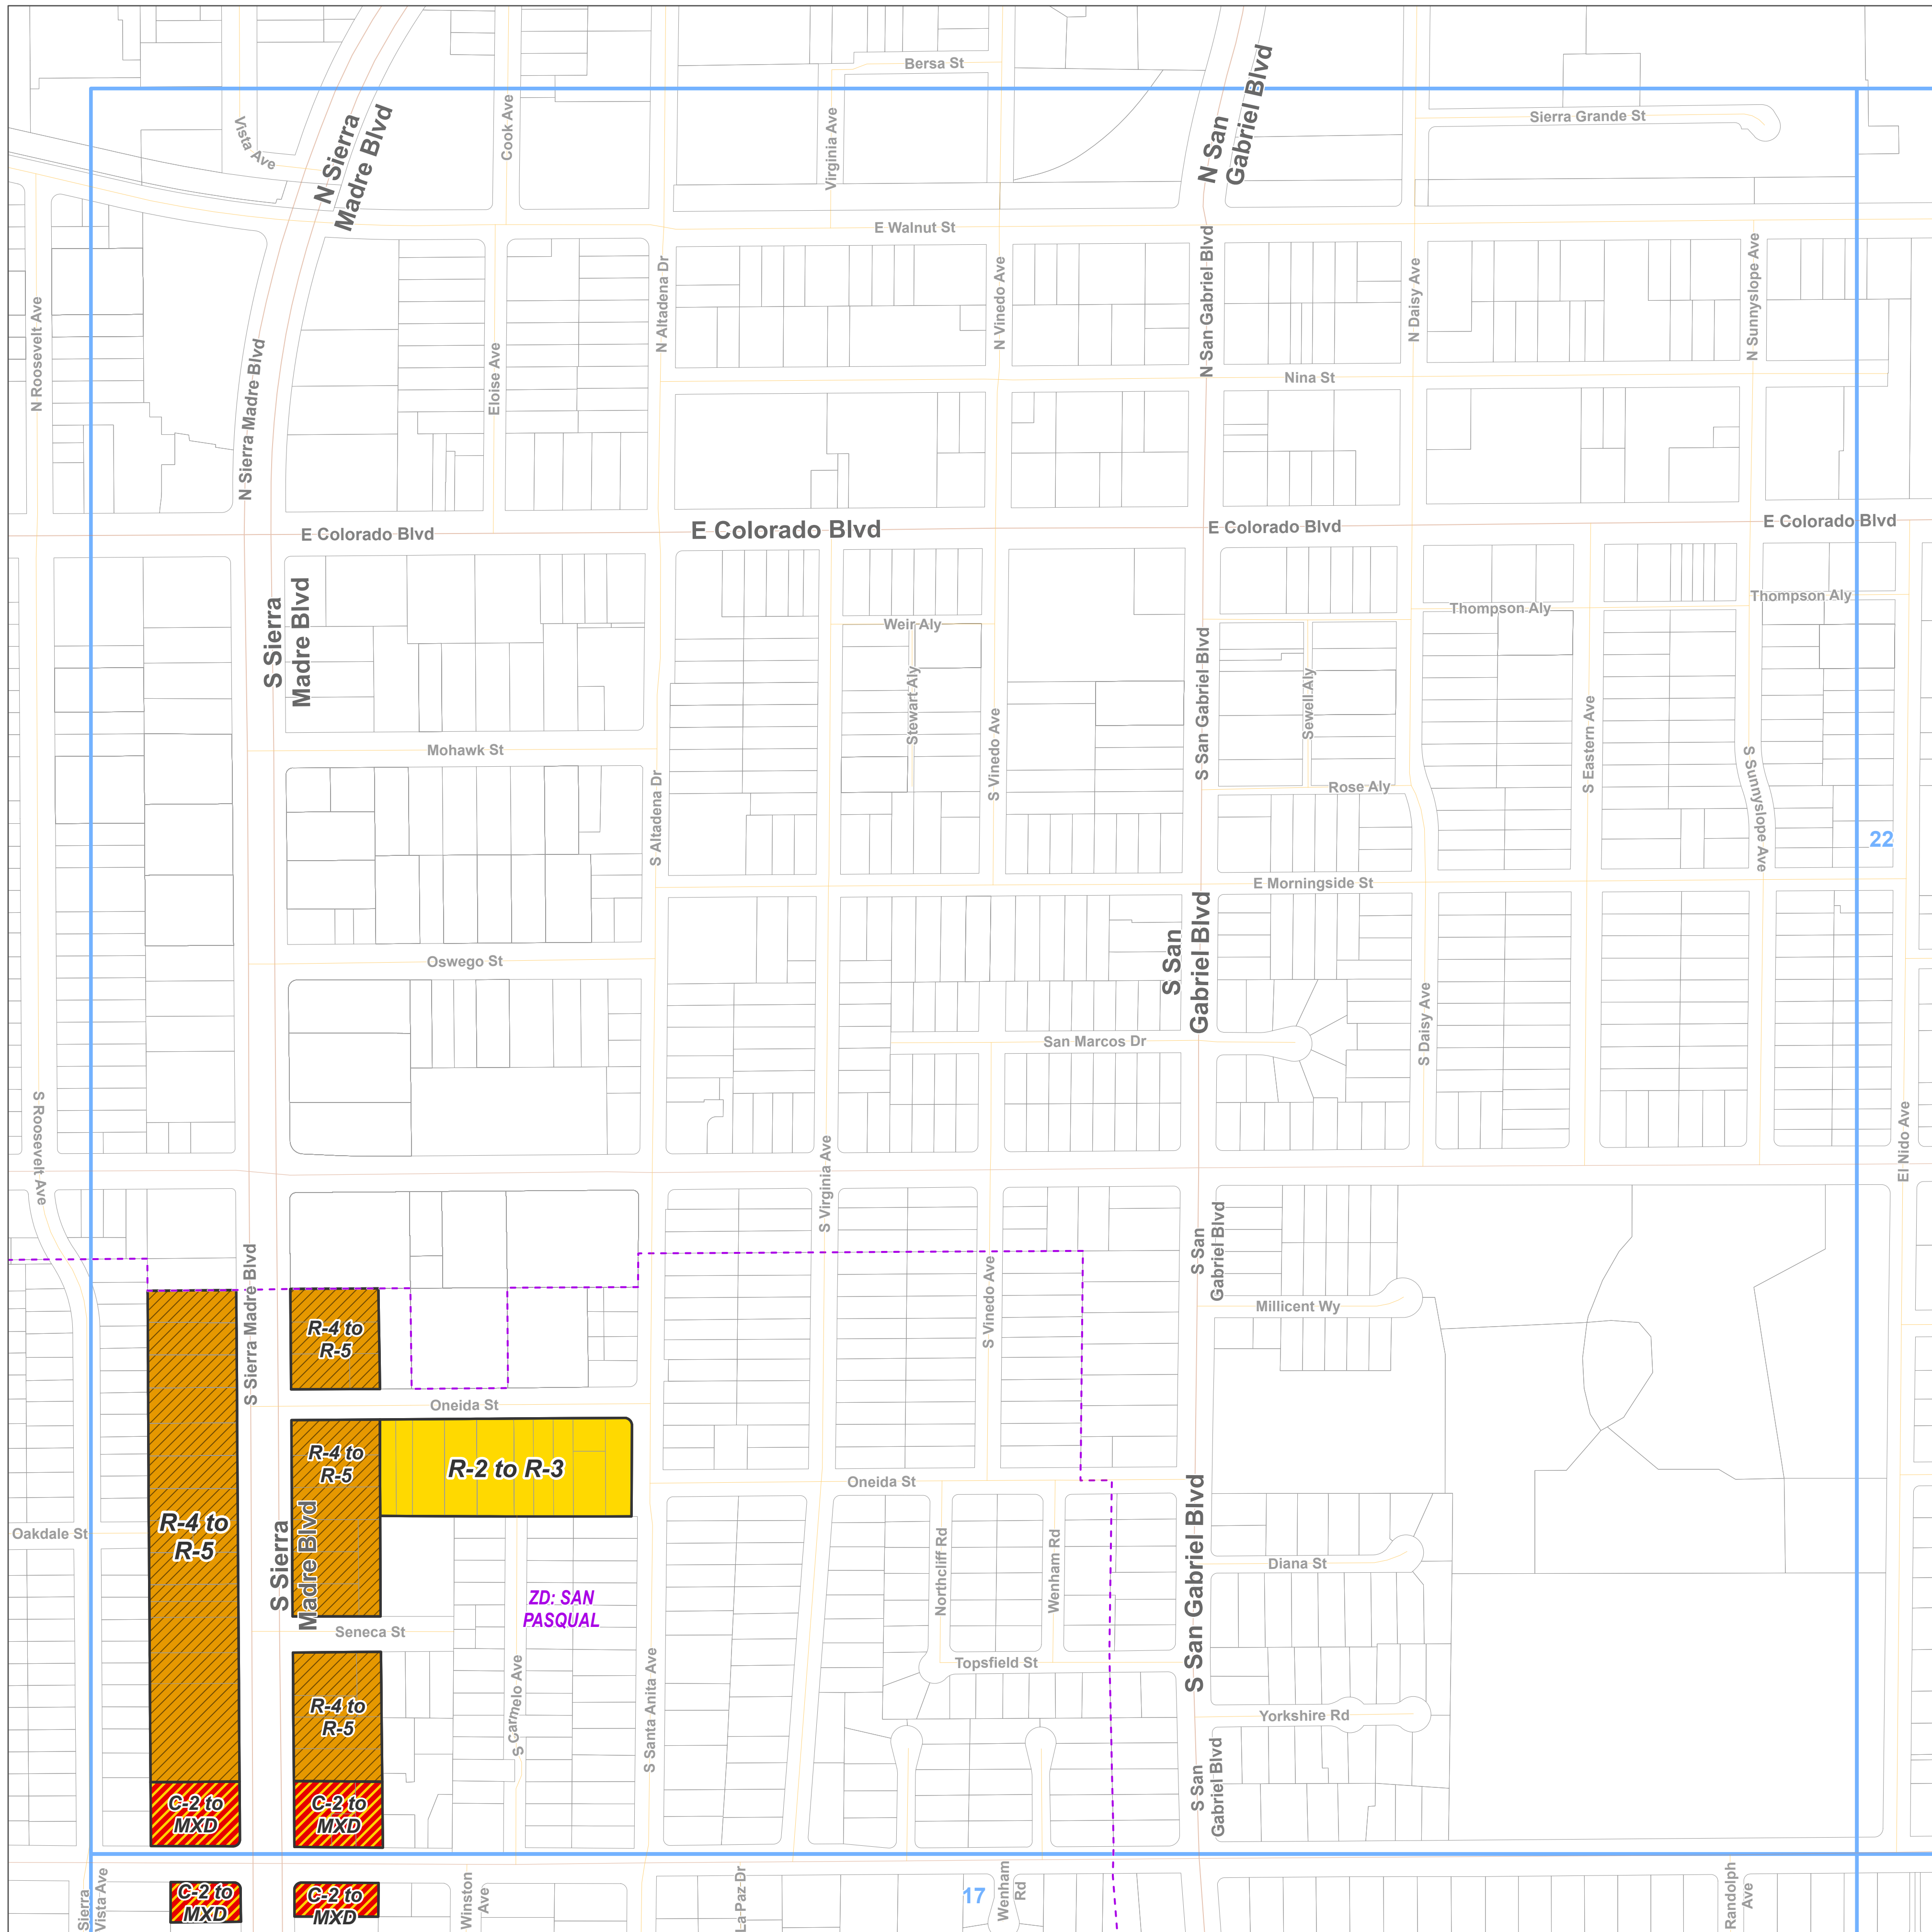 Bersa St
N San
Gabriel Blvd
Sierra Grande St
Vista Ave
N Sierra
Madre Blvd
Cook Ave
Virginia Ave
E Walnut St
N Roosevelt Ave
N Sierra Madre Blvd
Eloise Ave
N Altadena Dr
N Vinedo Ave
N San Gabriel Blvd
N Daisy Ave
N Sunnyslope Ave
Nina St
E Colorado Blvd
E Colorado Blvd
E Colorado Blvd
E Colorado Blvd
S Sierra
Madre Blvd
Weir Aly
Stewart Aly
Thompson Aly
Thompson Aly
S San Gabriel Blvd
Sewell Aly
S Eastern Ave
S Sunnyslope Ave
Mohawk St
S Altadena Dr
S Vinedo Ave
Rose Aly
22
E Morningside St
S San
Gabriel Blvd
Oswego St
San Marcos Dr
S Daisy Ave
S Roosevelt Ave
S Virginia Ave
El Nido Ave
S Sierra Madre Blvd
S Vinedo Ave
S San
Gabriel Blvd
Millicent Wy
R-4 to
R-5
Oneida St
R-4 to
R-5
R-2 to R-3
Oneida St
Oakdale St
R-4 to
R-5
S Sierra
Madre Blvd
Northcliff Rd
Wenham Rd
S San Gabriel Blvd
Diana St
ZD: SAN
PASQUAL
Seneca St
S Carmelo Ave
S Santa Anita Ave
Topsfield St
R-4 to
R-5
Yorkshire Rd
S San
Gabriel Blvd
C-2 to
MXD
C-2 to
MXD
Sierra
Vista Ave
C-2 to
MXD
C-2 to
MXD
Winston
Ave
La Paz Dr
17
Wenham
Rd
Randolph
Ave